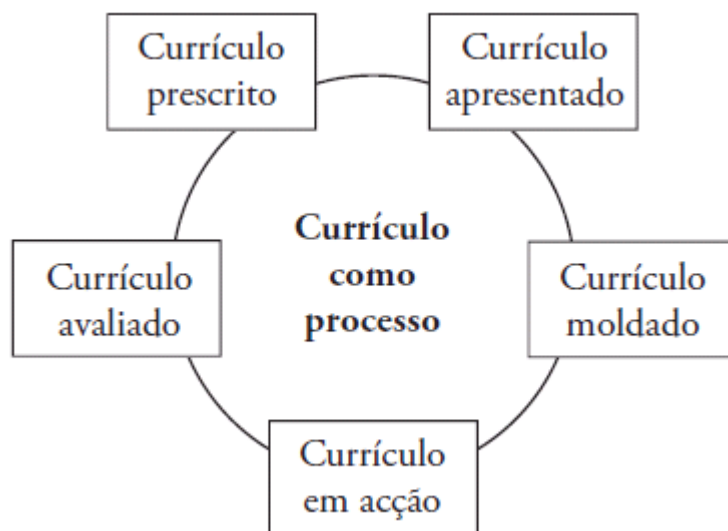 Currículo
prescrito
Currículo
apresentado
Currículo
como
processo
Currículo
avaliado
Currículo
moldado
Currículo
em acção